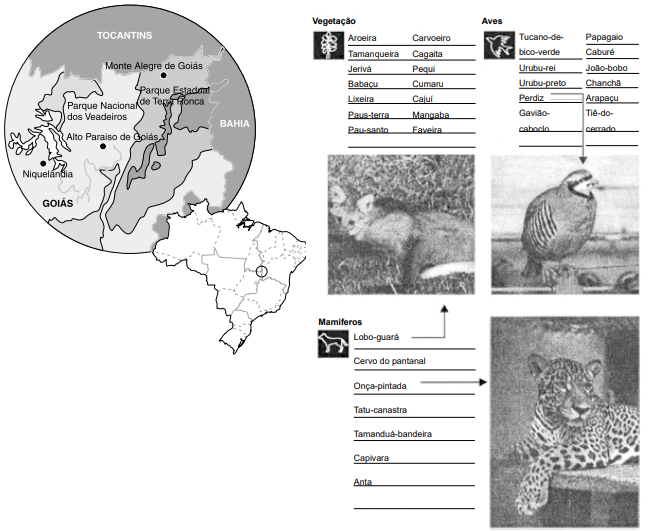 TOCANTINS
Monte Alegre de Goiás
Parque Estadual
de Terra Ronca
Parque Nacional
dos Veadeiros
BAHIA
Alto Paraiso de Goiás
Niquelândia
GOIÁS
Vegetação
Aroeira
Tamanqueira
Jerivá
Babaçu
Lixeira
Paus-terra
Pau-santo
Carvoeiro
Cagaita
Pequi
Cumaru
Cajuí
Mangaba
Faveira
Aves
Tucano-de-
bico-verde
Urubu-rei
Urubu-preto
Perdiz
Gavião-
caboclo
Papagaio
Caburé
João-bobo
Chanchã
Arapaçu
Tiê-do-
cerrado
Mamíferos
Lobo-guará
Cervo do pantanal
Onça-pintada
Tatu-canastra
Tamanduá-bandeira
Capivara
Anta